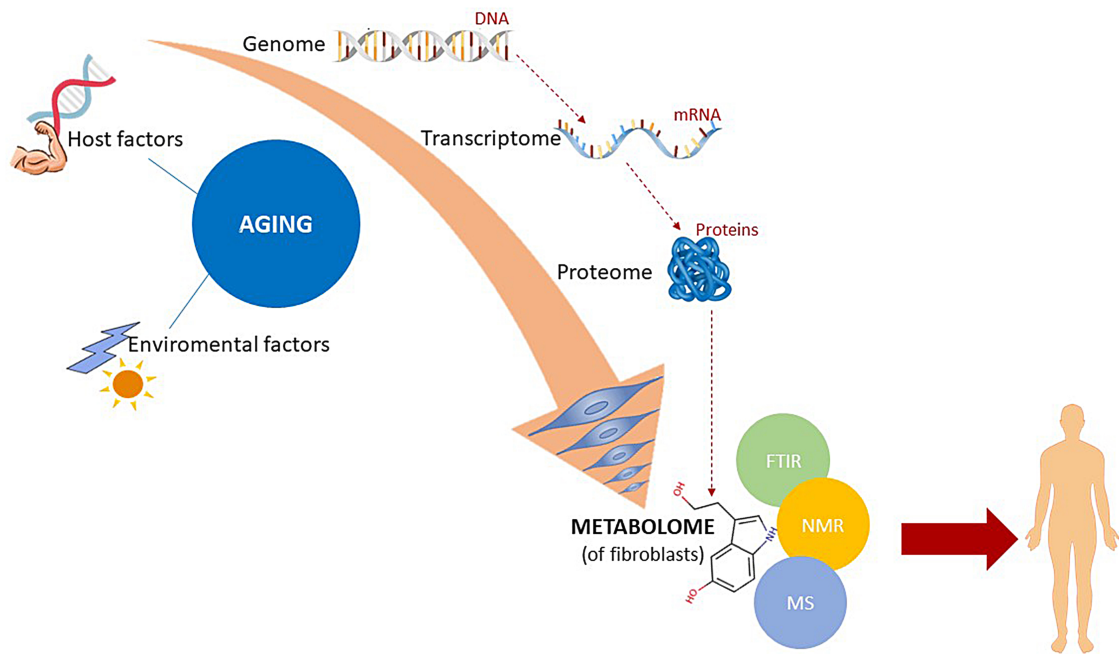 DNA
Genome
mRNA
Transcriptome
Host factors
AGING
Proteins
Proteome
Enviromental factors
FTIR
OH
METABOLOME
NMR
NH
(of fibroblasts)
HO
MS